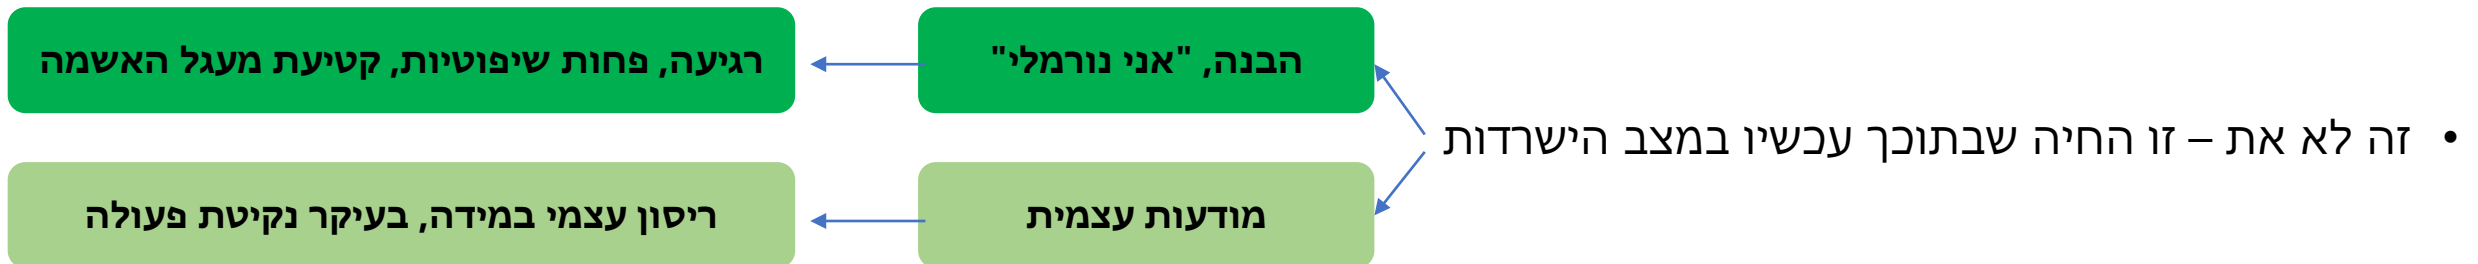 • זה לא את – זו החיה שבתוכך עכשיו במצב הישרדות
הבנה, "אני נורמלי"
רגיעה, פחות שיפוטיות, קטיעת מעגל האשמה
מודעות עצמית
ריסון עצמי במידה, בעיקר נקיטת פעולה